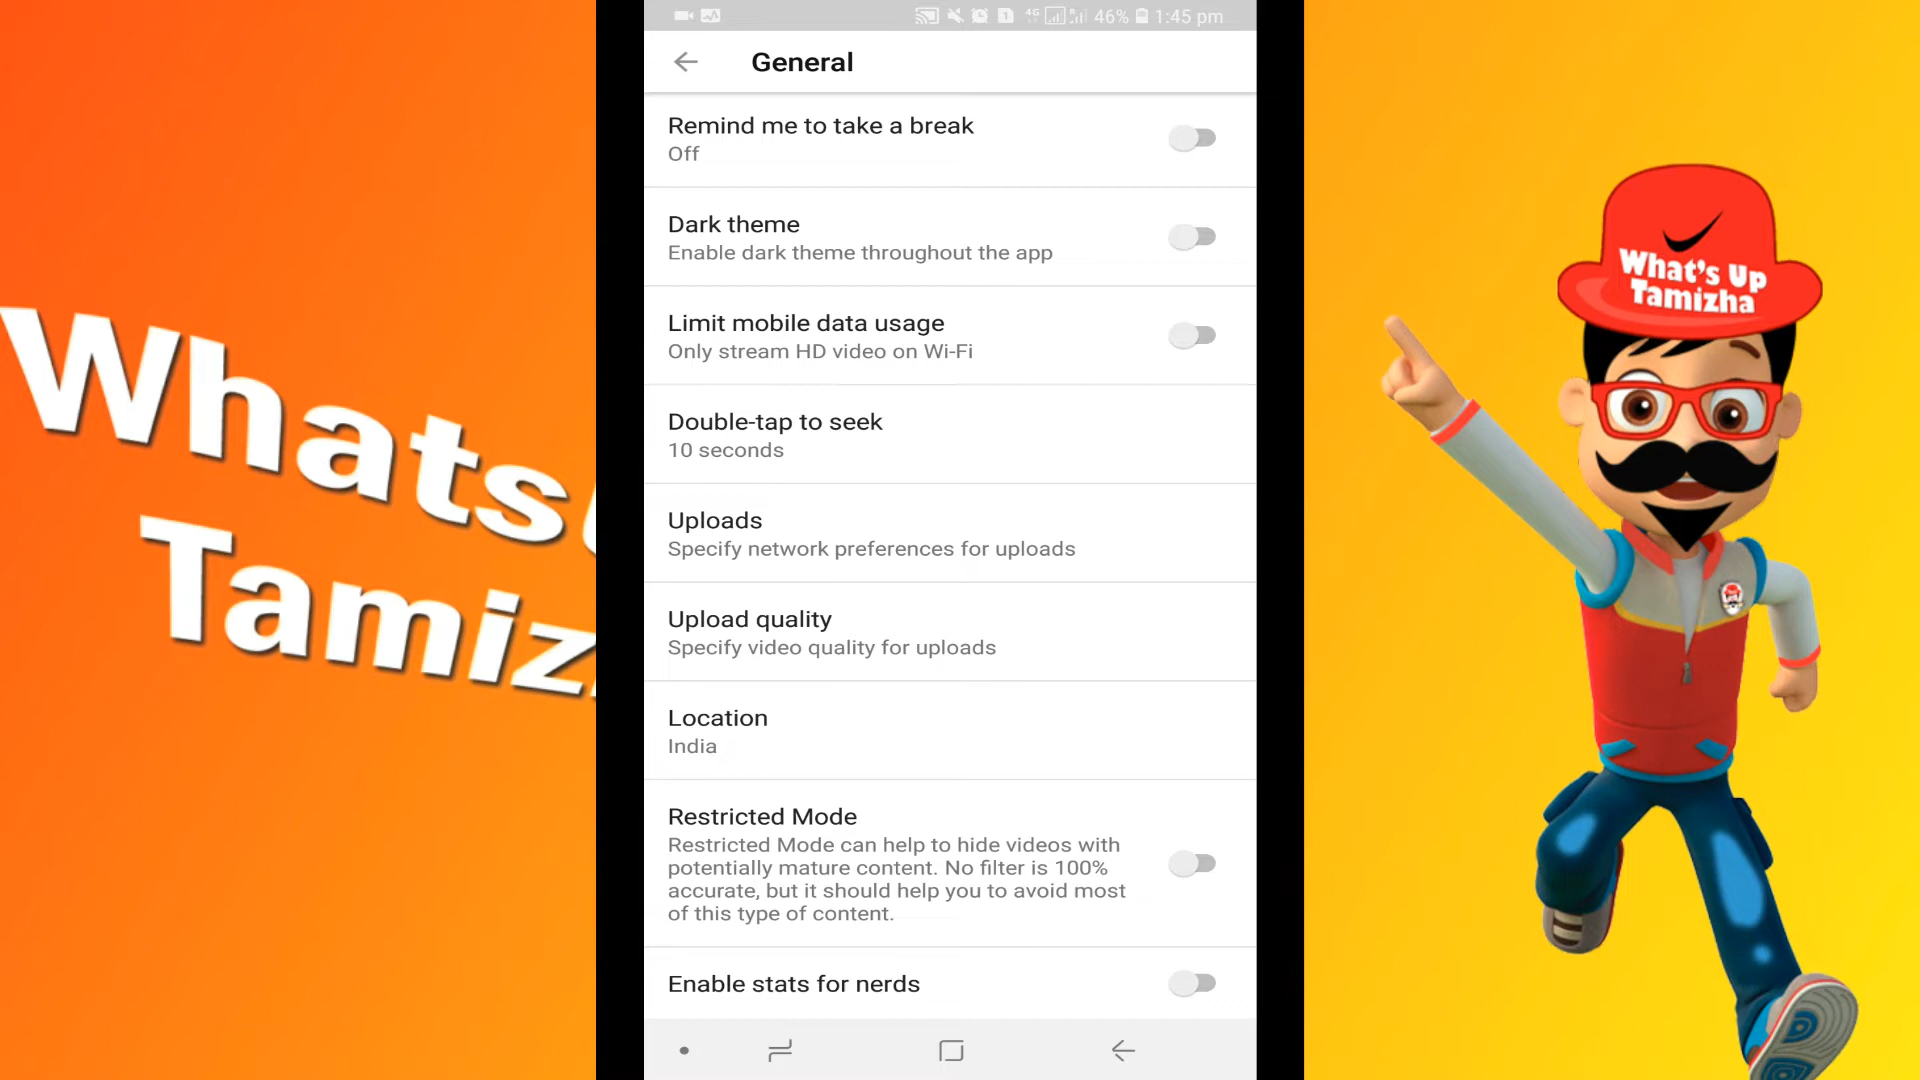 4G 46% 1:45 pm
General
Remind me to take a break
Off
Dark theme
Enable dark theme throughout the app
Limit mobile data usage
Only stream HD video on Wi-Fi
Double-tap to seek
10 seconds
Uploads
Specify network preferences for uploads
Upload quality
Specify video quality for uploads
Location
India
Restricted Mode
Restricted Mode can help to hide videos with
potentially mature content. No filter is 100%
accurate, but it should help you to avoid most
of this type of content.
Enable stats for nerds
Whats
Tamiz
What's Up
Tamizha